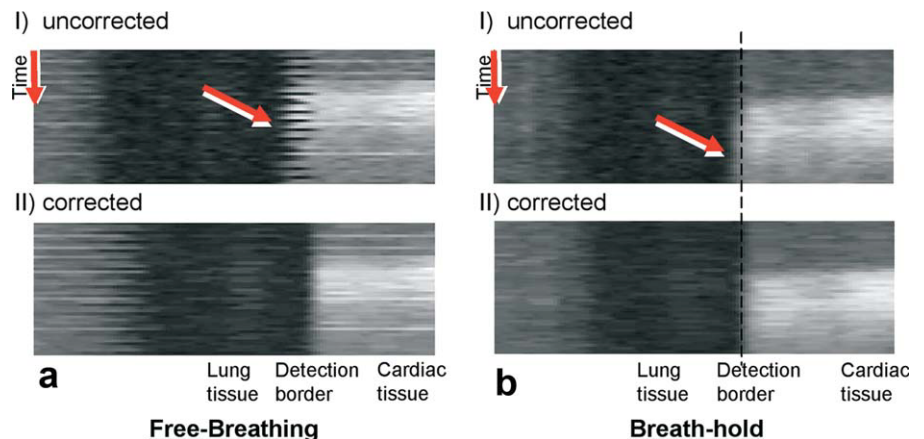 I) uncorrected
Time
II) corrected
Lung tissue
Detection border
Cardiac tissue
a
Free-Breathing
I) uncorrected
Time
II) corrected
Lung tissue
Detection border
Cardiac tissue
b
Breath-hold